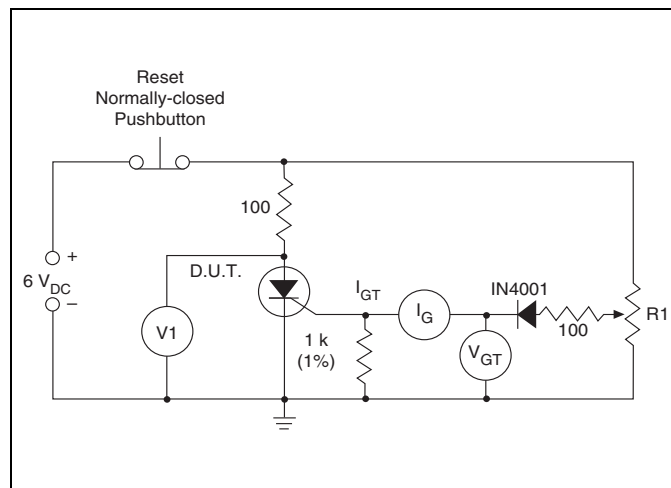 Reset
Normally-closed
Pushbutton
100
+
6 VDC
–
D.U.T.
V1
IGT
1 k
(1%)
IG
IN4001
VGT
100
R1